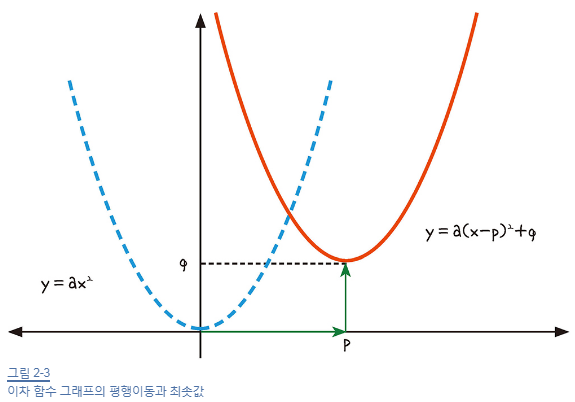 y = a(x-p)²+q
q
y = ax²
p
그림 2-3
이차 함수 그래프의 평행이동과 최솟값